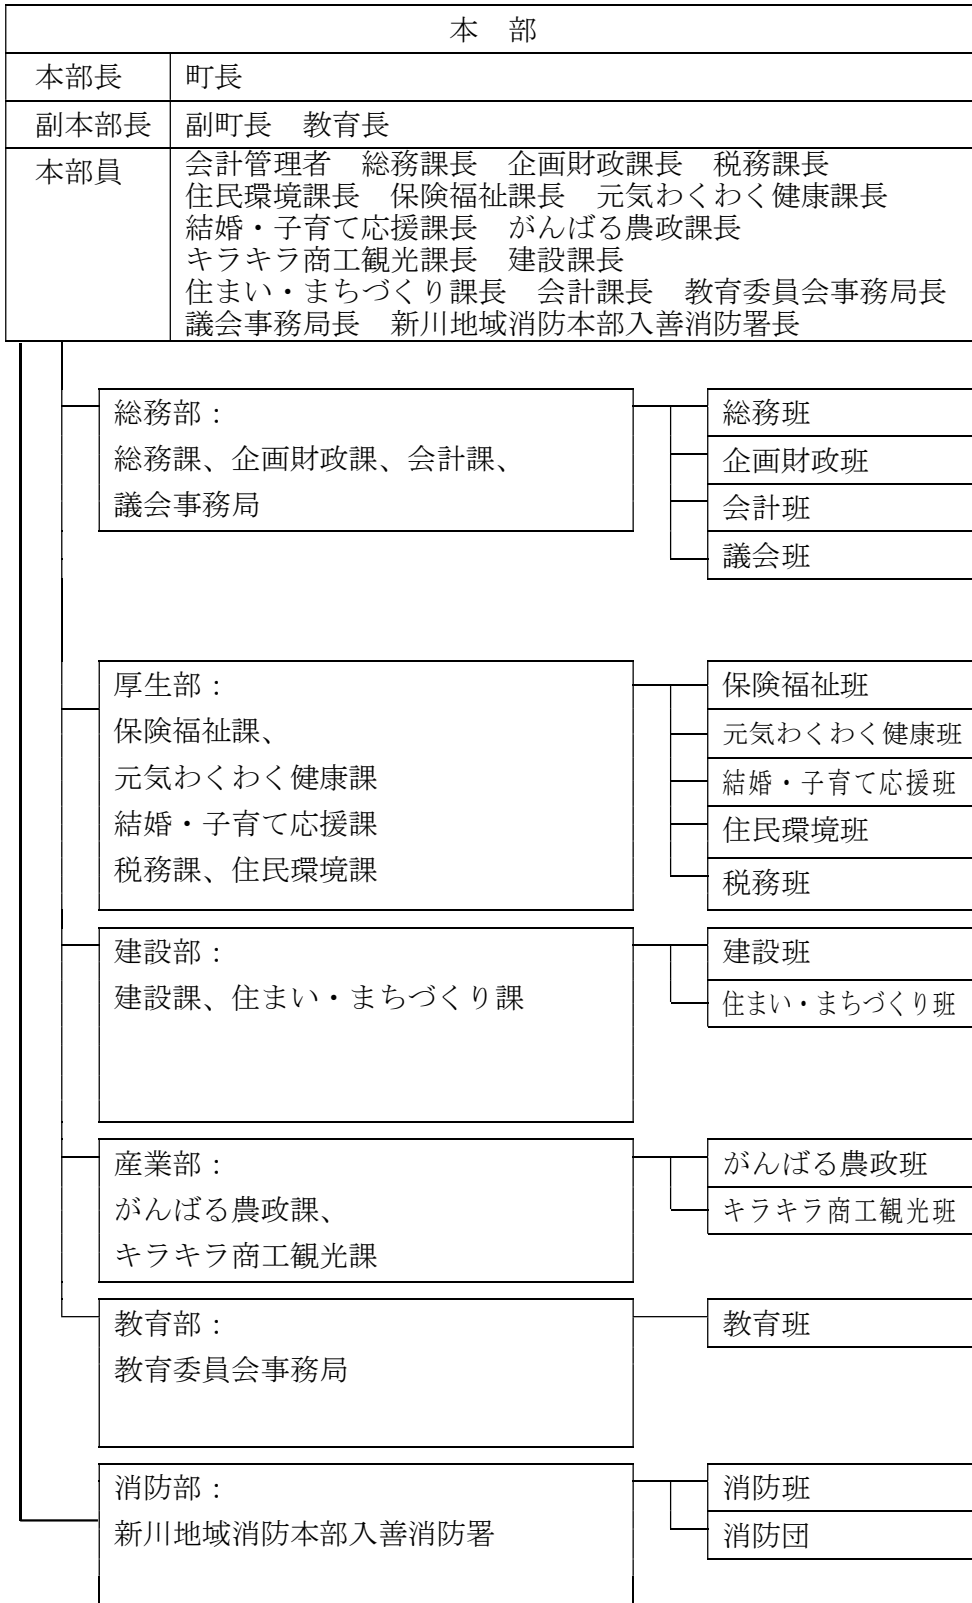 本　部
本部長　町長
副本部長　副町長　教育長
本部員　会計管理者　総務課長　企画財政課長　税務課長
住民環境課長　保険福祉課長　元気わくわく健康課長
結婚・子育て応援課長　がんばる農政課長
キラキラ商工観光課長　建設課長
住まい・まちづくり課長　会計課長　教育委員会事務局長
議会事務局長　新川地域消防本部入善消防署長
総務部：
総務課、企画財政課、会計課、
議会事務局
総務班
企画財政班
会計班
議会班
厚生部：
保険福祉課、
元気わくわく健康課
結婚・子育て応援課
税務課、住民環境課
保険福祉班
元気わくわく健康班
結婚・子育て応援班
住民環境班
税務班
建設部：
建設課、住まい・まちづくり課
建設班
住まい・まちづくり班
産業部：
がんばる農政課、
キラキラ商工観光課
がんばる農政班
キラキラ商工観光班
教育部：
教育委員会事務局
教育班
消防部：
新川地域消防本部入善消防署
消防班
消防団